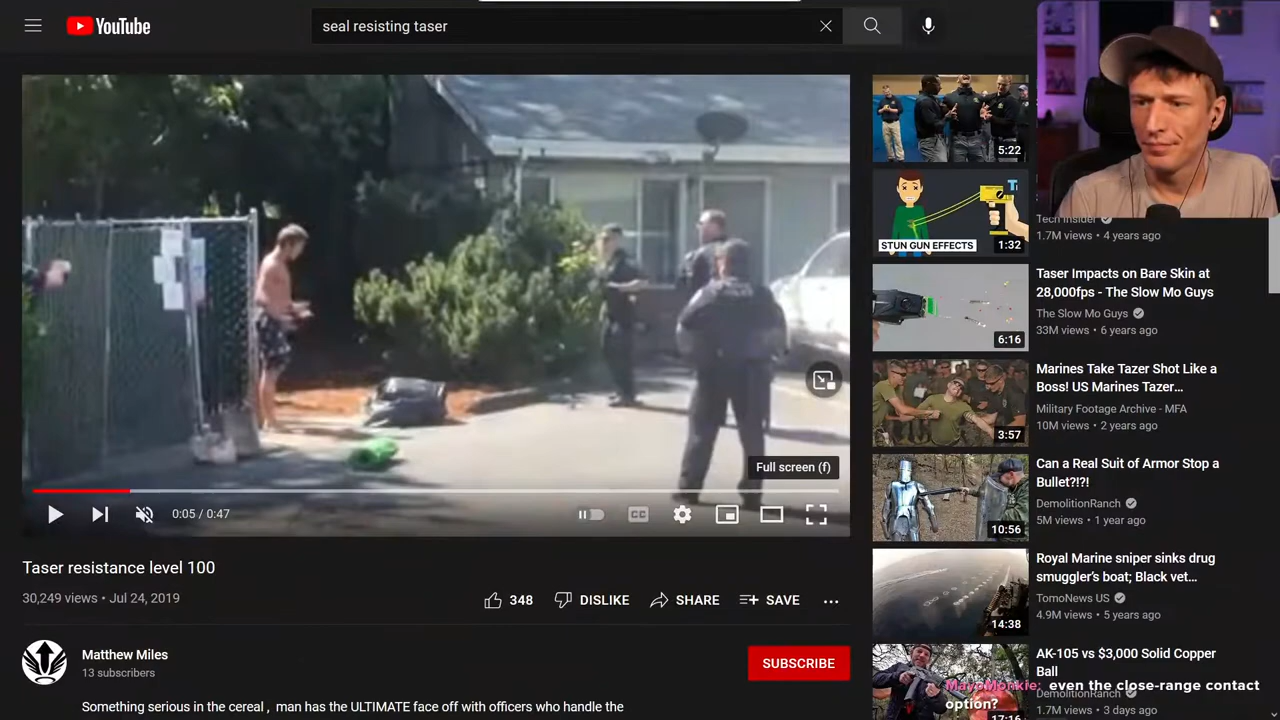 YouTube
seal resisting taser
5:22
STUN GUN EFFECTS
1:32
Tech Insider
1.7M views • 4 years ago
Taser Impacts on Bare Skin at
28,000fps - The Slow Mo Guys
The Slow Mo Guys
33M views • 6 years ago
6:16
Marines Take Tazer Shot Like a
Boss! US Marines Tazer...
Military Footage Archive - MFA
10M views • 2 years ago
3:57
Can a Real Suit of Armor Stop a
Bullet?!?!
DemolitionRanch
5M views • 1 year ago
10:56
Royal Marine sniper sinks drug
smuggler's boat; Black vet...
TomoNews US
4.9M views • 5 years ago
14:38
AK-105 vs $3,000 Solid Copper
Ball
DemolitionRanch
1.7M views • 3 days ago
17:16
MayoMonkie: even the close-range contact
option?
Full screen (f)
0:05 / 0:47
CC
Taser resistance level 100
30,249 views • Jul 24, 2019
348
DISLIKE
SHARE
SAVE
Matthew Miles
13 subscribers
SUBSCRIBE
Something serious in the cereal , man has the ULTIMATE face off with officers who handle the